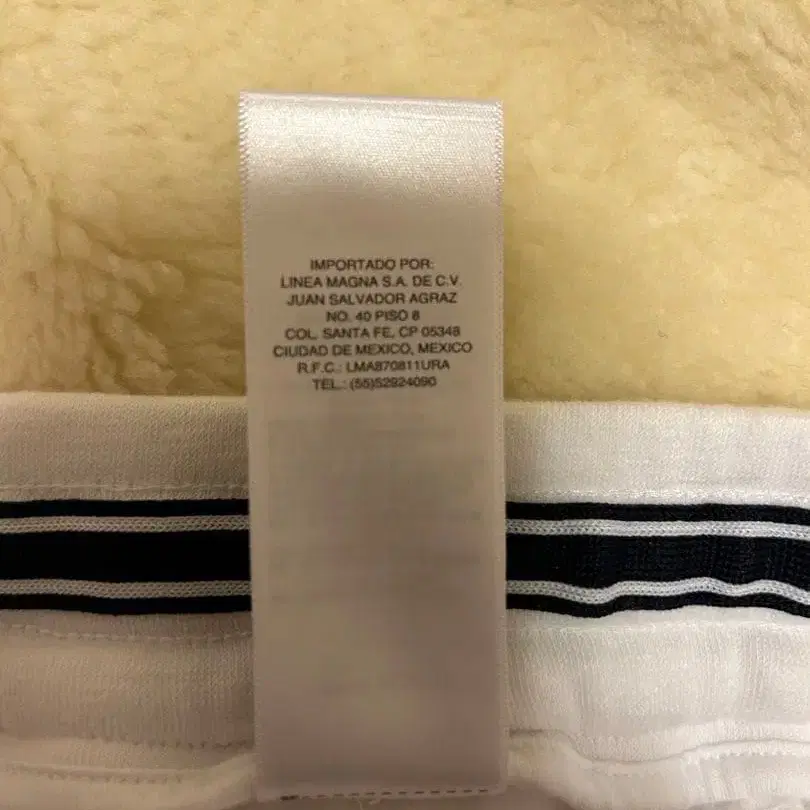 IMPORTADO POR:
LINEA MAGNA S.A. DE C.V.
JUAN SALVADOR AGRAZ
NO. 40 PISO 8
COL. SANTA FE, CP 05348
CIUDAD DE MEXICO, MEXICO
R.F.C.: LMA870811URA
TEL.: (55)52924090